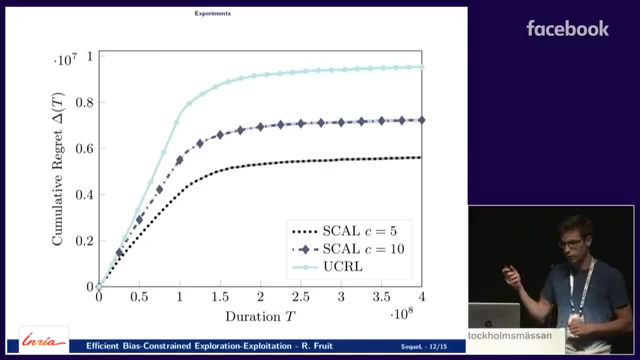 Experiments
facebook
·10⁷
1
0.8
0.6
0.4
0.2
0
Cumulative Regret Δ(T)
SCAL c = 5
SCAL c = 10
UCRL
0 0.5 1 1.5 2 2.5 3 3.5 4
Duration T
·10⁸
Inria
Efficient Bias-Constrained Exploration-Exploitation - R. Fruit
SequeL - 12/15
hp
tockholmsmässan